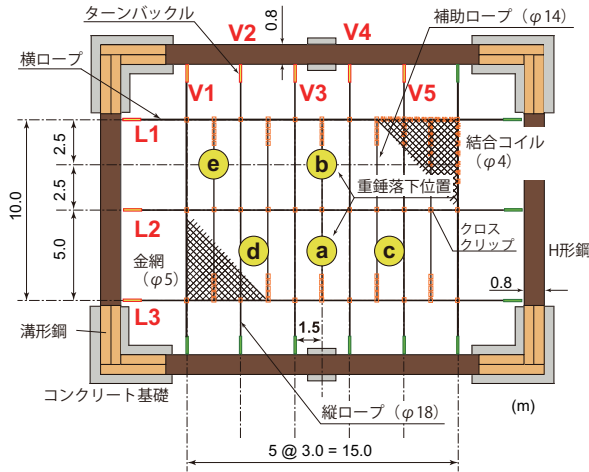 ターンバックル
V2
0.8
V4
補助ロープ（φ14）
横ロープ
V1
V3
V5
L1
2.5
e
b
結合コイル
（φ4）
10.0
重錘落下位置
2.5
L2
クロス
クリップ
5.0
金網
（φ5）
d
a
c
H形鋼
0.8
L3
溝形鋼
1.5
コンクリート基礎
縦ロープ（φ18）
(m)
5 @ 3.0 = 15.0